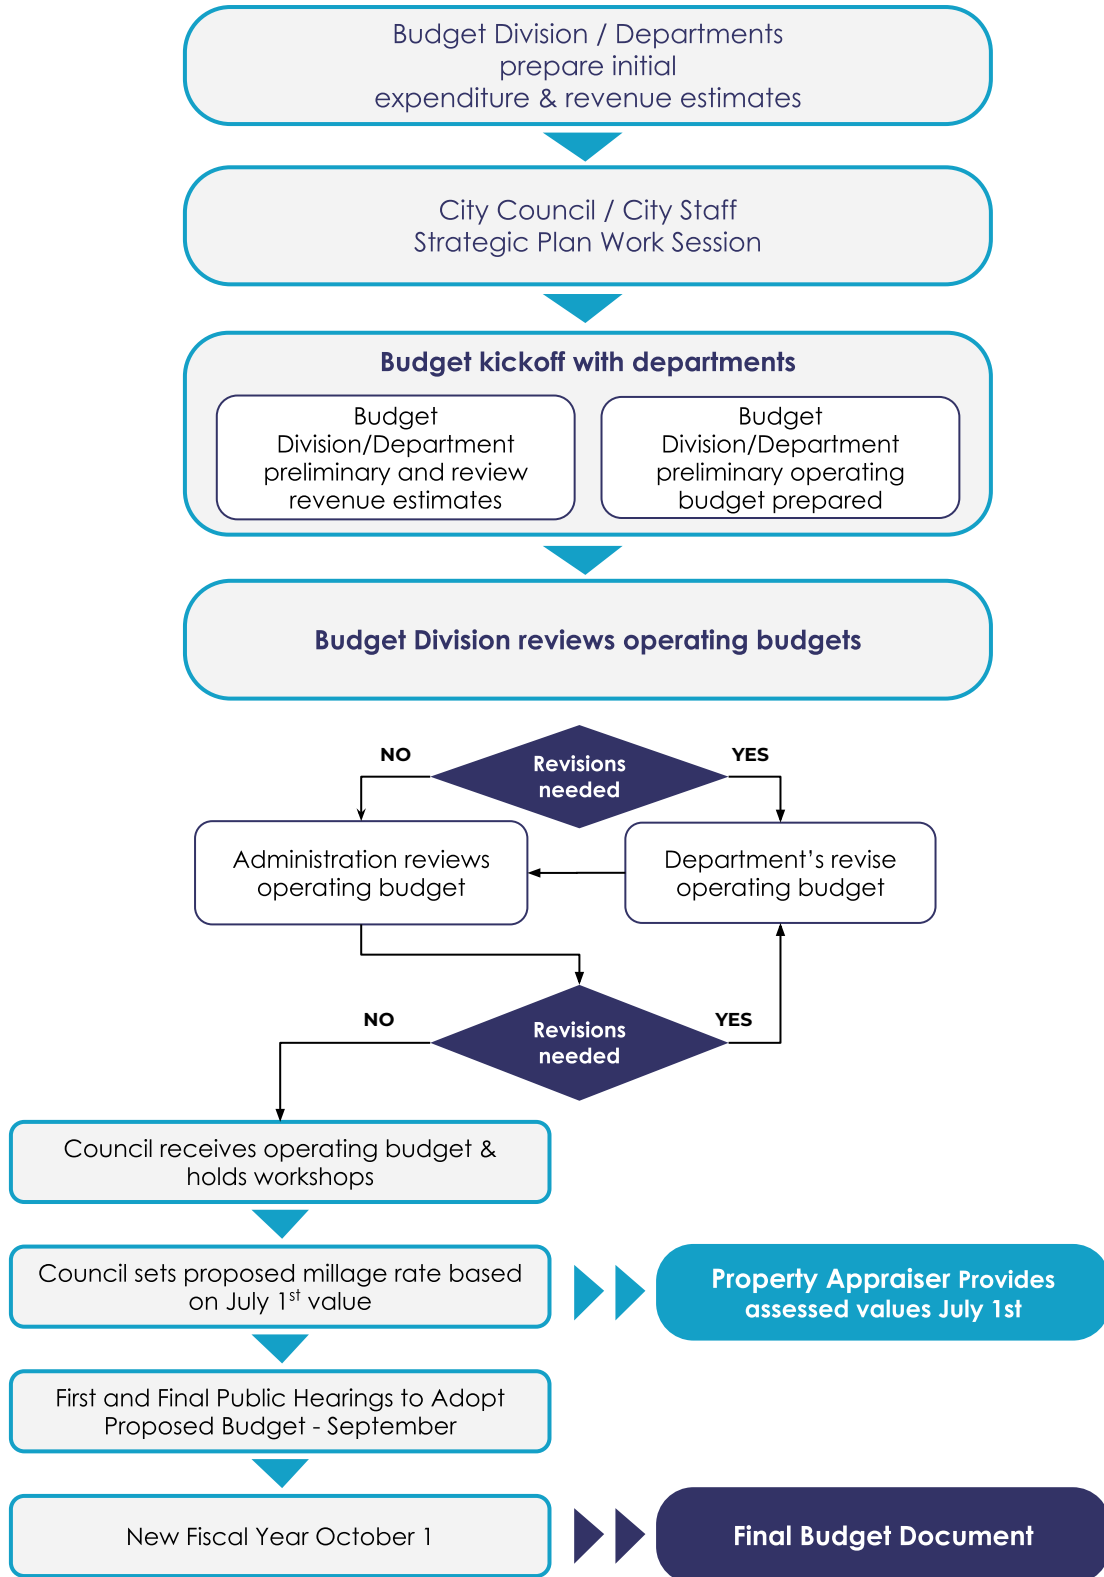 Budget Division / Departments
prepare initial
expenditure & revenue estimates
City Council / City Staff
Strategic Plan Work Session
Budget kickoff with departments
Budget
Division/Department
preliminary and review
revenue estimates
Budget
Division/Department
preliminary operating
budget prepared
Budget Division reviews operating budgets
NO
Revisions
needed
YES
Administration reviews
operating budget
Department’s revise
operating budget
NO
Revisions
needed
YES
Council receives operating budget &
holds workshops
Council sets proposed millage rate based
on July 1st value
Property Appraiser Provides
assessed values July 1st
First and Final Public Hearings to Adopt
Proposed Budget - September
New Fiscal Year October 1
Final Budget Document